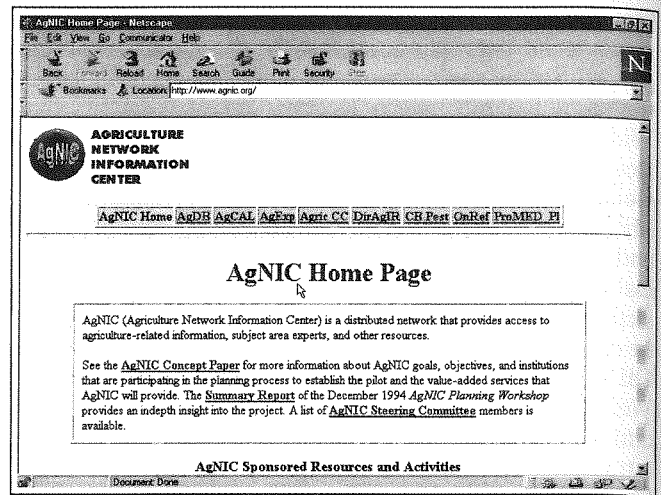 AgNIC Home Page - Netscape
File Edit View Go Communicator Help
Back Forward Reload Home Search Guide Print Security Stop
N
Bookmarks Location: http://www.agnic.org/
AgNIC
AGRICULTURE
NETWORK
INFORMATION
CENTER
AgNIC Home AgDB AgCAL AgExp Agric CC DirAgIR CB Pest OnRef ProMED Pl
AgNIC Home Page
AgNIC (Agriculture Network Information Center) is a distributed network that provides access to
agriculture-related information, subject area experts, and other resources.
See the AgNIC Concept Paper for more information about AgNIC goals, objectives, and institutions
that are participating in the planning process to establish the pilot and the value-added services that
AgNIC will provide. The Summary Report of the December 1994 AgNIC Planning Workshop
provides an indepth insight into the project. A list of AgNIC Steering Committee members is
available.
AgNIC Sponsored Resources and Activities
Document: Done